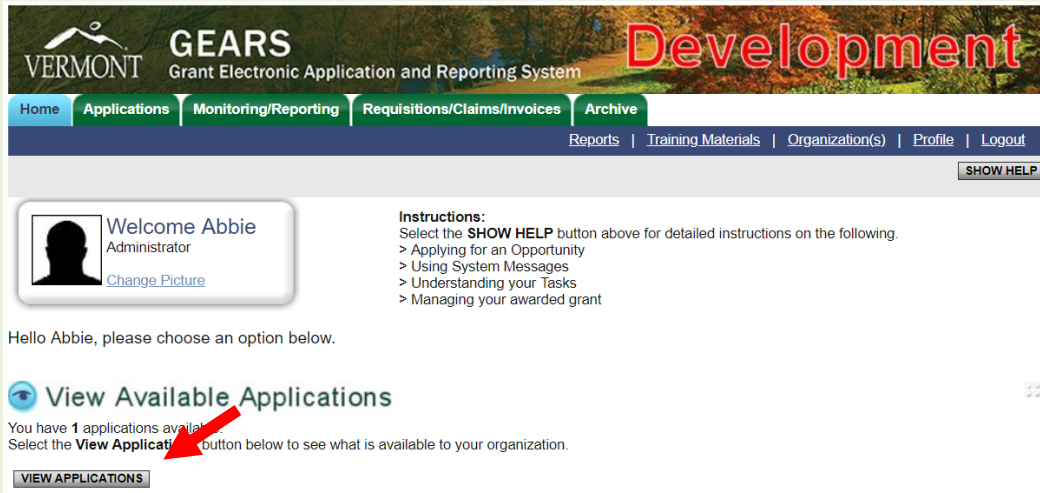 VERMONT
GEARS
Grant Electronic Application and Reporting System
Development
Home Applications Monitoring/Reporting Requisitions/Claims/Invoices Archive
Reports | Training Materials | Organization(s) | Profile | Logout
SHOW HELP
Welcome Abbie
Administrator
Change Picture
Instructions:
Select the SHOW HELP button above for detailed instructions on the following.
> Applying for an Opportunity
> Using System Messages
> Understanding your Tasks
> Managing your awarded grant
Hello Abbie, please choose an option below.
View Available Applications
You have 1 applications available.
Select the View Applications button below to see what is available to your organization.
VIEW APPLICATIONS